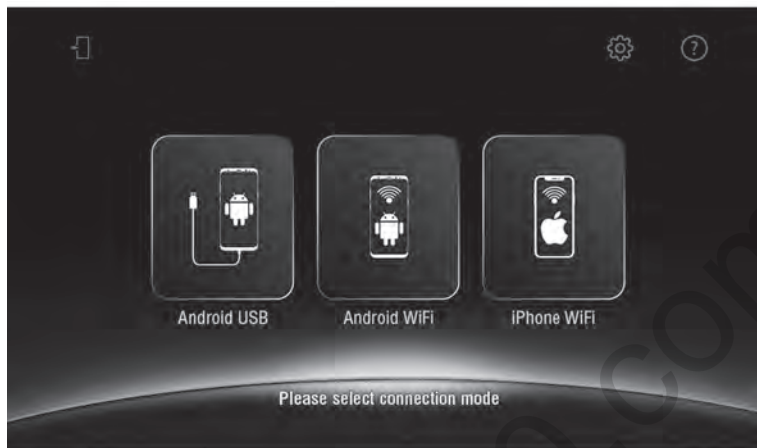 ?
Android USB
Android WiFi
iPhone WiFi
Please select connection mode